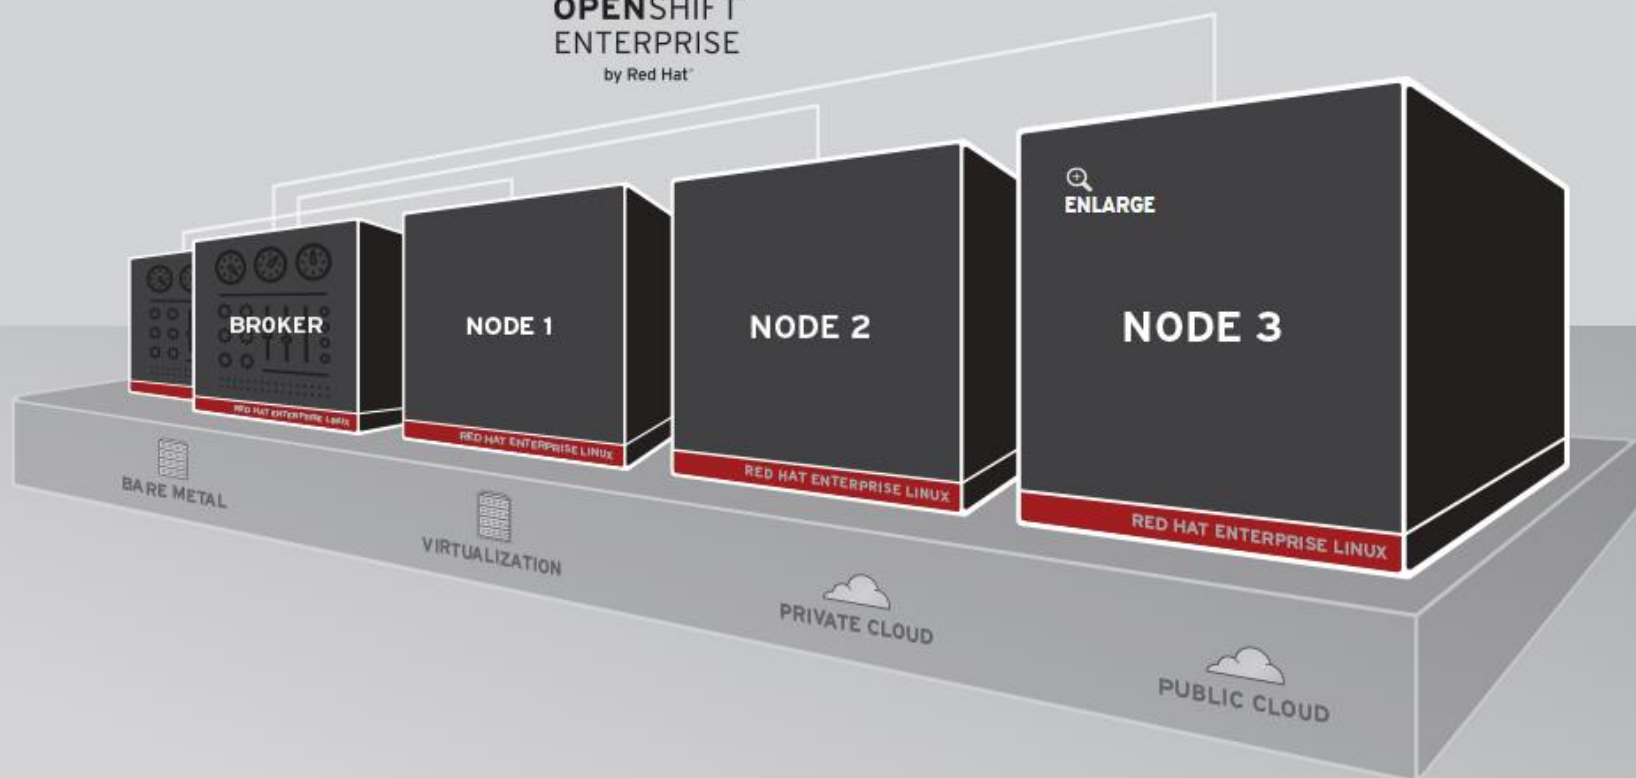 OPENSHIFT
ENTERPRISE
by Red Hat
ENLARGE
BROKER
NODE 1
NODE 2
NODE 3
RED HAT ENTERPRISE LINUX
RED HAT ENTERPRISE LINUX
RED HAT ENTERPRISE LINUX
RED HAT ENTERPRISE LINUX
BARE METAL
VIRTUALIZATION
PRIVATE CLOUD
PUBLIC CLOUD